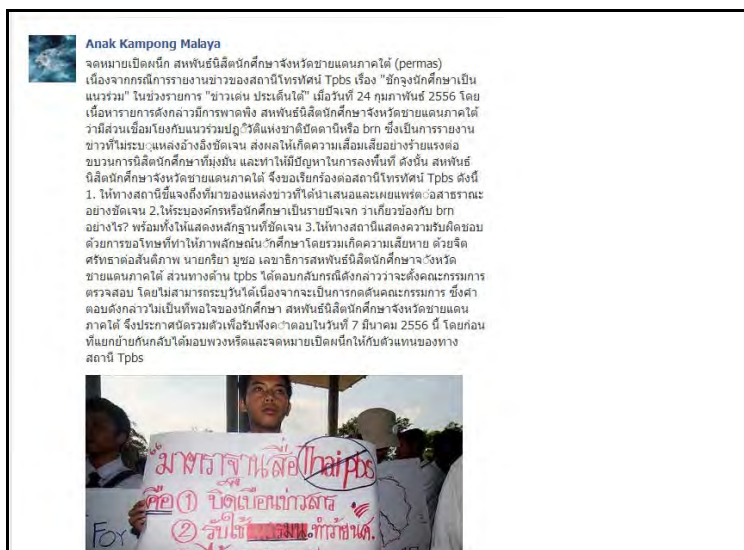 Anak Kampong Malaya
จดหมายเปิดผนึก สหพันธ์นิสิตนักศึกษาจังหวัดชายแดนภาคใต้ (permas)
เนื่องจากกรณีการรายงานข่าวของสถานีโทรทัศน์ Tpbs เรื่อง "ชักจูงนักศึกษาเป็น
แนวร่วม" ในช่วงรายการ "ข่าวเด่น ประเด็นใต้" เมื่อวันที่ 24 กุมภาพันธ์ 2556 โดย
เนื้อหารายการดังกล่าวมีการพาดพิง สหพันธ์นิสิตนักศึกษาจังหวัดชายแดนภาคใต้
ว่ามีส่วนเชื่อมโยงกับแนวร่วมปฏิวัติแห่งชาติปัตตานีหรือ brn ซึ่งเป็นการรายงาน
ข่าวที่ไม่ระบุแหล่งอ้างอิงชัดเจน ส่งผลให้เกิดความเสื่อมเสียอย่างร้ายแรงต่อ
ขบวนการนิสิตนักศึกษาที่มุ่งมั่น และทำให้มีปัญหาในการลงพื้นที่ ดังนั้น สหพันธ์
นิสิตนักศึกษาจังหวัดชายแดนภาคใต้ จึงขอเรียกร้องต่อสถานีโทรทัศน์ Tpbs ดังนี้
1. ให้ทางสถานีชี้แจงถึงที่มาของแหล่งข่าวที่ได้นำเสนอและเผยแพร่ต่อสาธารณะ
อย่างชัดเจน 2.ให้ระบุองค์กรหรือนักศึกษาเป็นรายปัจเจก ว่าเกี่ยวข้องกับ brn
อย่างไร? พร้อมทั้งให้แสดงหลักฐานที่ชัดเจน 3.ให้ทางสถานีแสดงความรับผิดชอบ
ด้วยการขอโทษที่ทำให้ภาพลักษณ์นักศึกษาโดยรวมเกิดความเสียหาย ด้วยจิต
ศรัทธาต่อสันติภาพ นายกริยา มูซอ เลขาธิการสหพันธ์นิสิตนักศึกษาจังหวัด
ชายแดนภาคใต้ ส่วนทางด้าน tpbs ได้ตอบกลับกรณีดังกล่าวว่าจะตั้งคณะกรรมการ
ตรวจสอบ โดยไม่สามารถระบุวันได้เนื่องจากจะเป็นการกดดันคณะกรรมการ ซึ่งคำ
ตอบดังกล่าวไม่เป็นที่พอใจของนักศึกษา สหพันธ์นิสิตนักศึกษาจังหวัดชายแดน
ภาคใต้ จึงประกาศนัดรวมตัวเพื่อรับฟังคำตอบในวันที่ 7 มีนาคม 2556 นี้ โดยก่อน
ที่แยกย้ายกันกลับได้มอบพวงหรีดและจดหมายเปิดผนึกให้กับตัวแทนของทาง
สถานี Tpbs
มาตราฐานสื่อ Thai pbs
คือ ① บิดเบือนข่าวสาร
② รับใช้ ทำร้าย นศ.
FOR